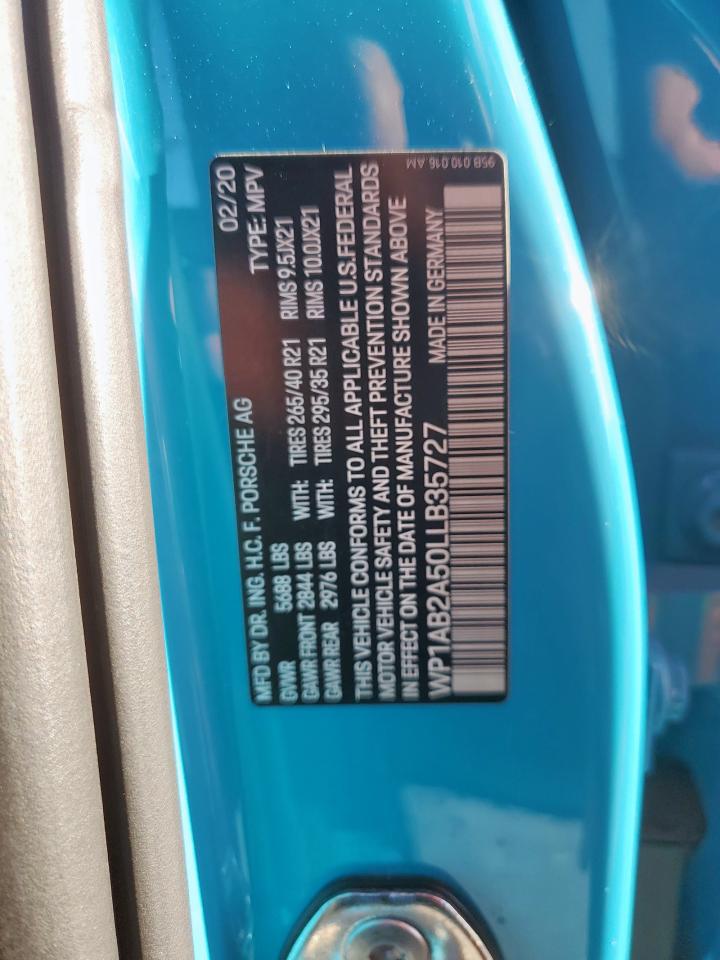 MFD BY DR. ING. H.C. F. PORSCHE AG 02/20
GVWR 5688 LBS TYPE: MPV
GAWR FRONT 2844 LBS WITH: TIRES 265/40 R21 RIMS 9.5JX21
GAWR REAR 2976 LBS WITH: TIRES 295/35 R21 RIMS 10.0JX21
THIS VEHICLE CONFORMS TO ALL APPLICABLE U.S. FEDERAL
MOTOR VEHICLE SAFETY AND THEFT PREVENTION STANDARDS
IN EFFECT ON THE DATE OF MANUFACTURE SHOWN ABOVE
WP1AB2A50LLB35727 MADE IN GERMANY
95B.010.016.AM